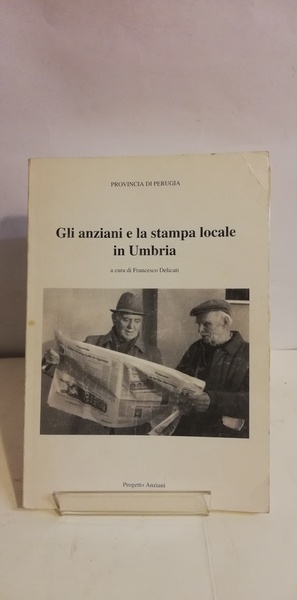 PROVINCIA DI PERUGIA
Gli anziani e la stampa locale
in Umbria
a cura di Francesco Delicati
Progetto Anziani